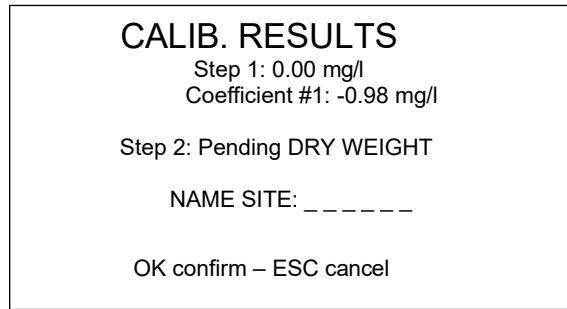 CALIB. RESULTS
Step 1: 0.00 mg/l
Coefficient #1: -0.98 mg/l
Step 2: Pending DRY WEIGHT
NAME SITE: _ _ _ _ _ _
OK confirm – ESC cancel